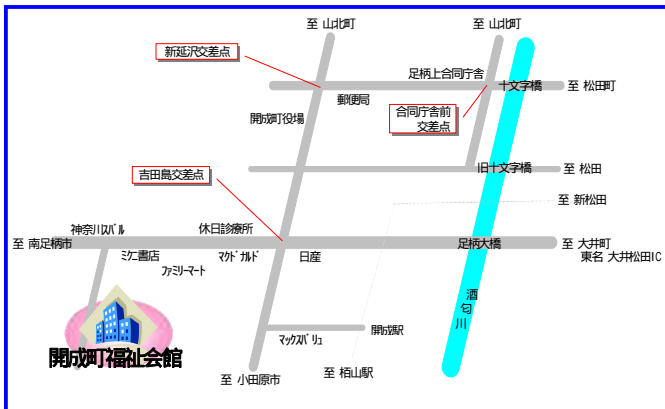 至 山北町
至 山北町
新延沢交差点
足柄上合同庁舎
十文字橋
至 松田町
郵便局
開成町役場
合同庁舎前
交差点
旧十文字橋
至 松田
吉田島交差点
至 新松田
神奈川スバル
休日診療所
至 南足柄市
足柄大橋
至 大井町
東名 大井松田IC
ミクニ書店
マクドナルド
日産
ファミリーマート
酒匂川
マックスバリュ
開成駅
開成町福祉会館
至 小田原市
至 栢山駅